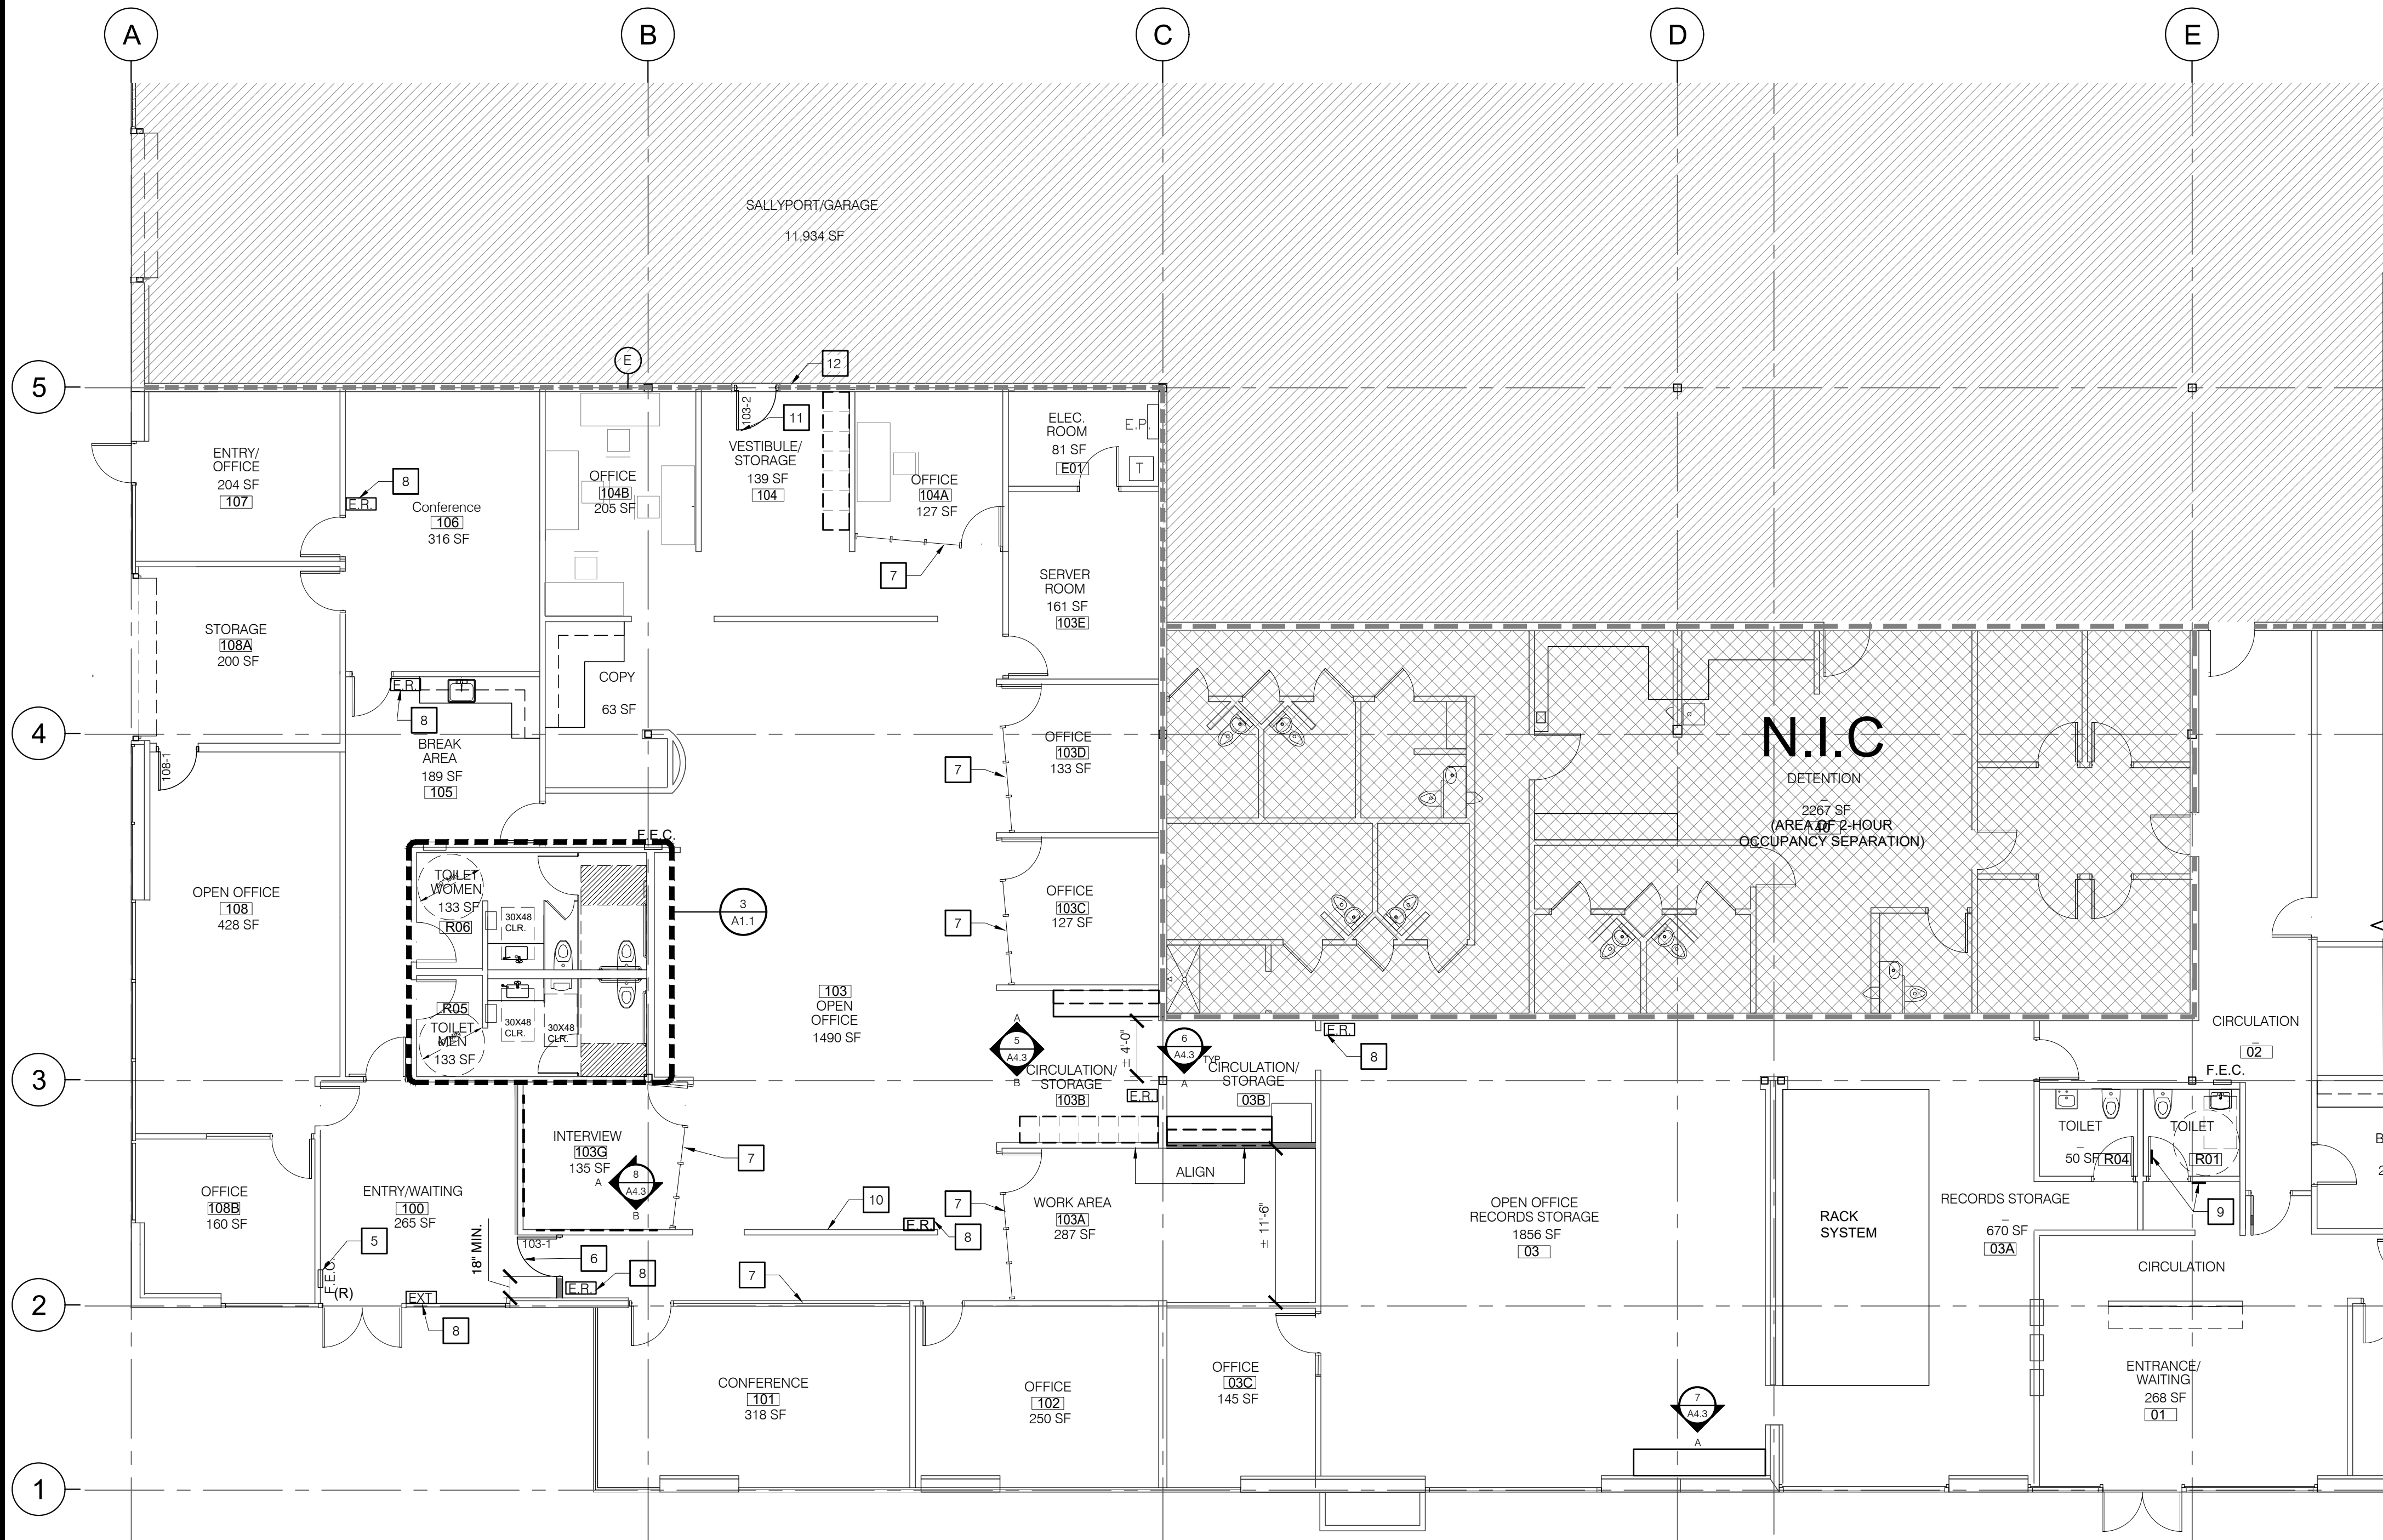 A
B
C
D
E
SALLYPORT/GARAGE
11,934 SF
5
E
12
103-2
11
ENTRY/
OFFICE
204 SF
107
8
E.R.
Conference
106
316 SF
OFFICE
104B
205 SF
VESTIBULE/
STORAGE
139 SF
104
OFFICE
104A
127 SF
7
ELEC.
ROOM
81 SF
E01
E.P.
T
SERVER
ROOM
161 SF
103E
STORAGE
108A
200 SF
E.R.
8
COPY
63 SF
4
108-1
BREAK
AREA
189 SF
105
7
OFFICE
103D
133 SF
N.I.C
DETENTION
2267 SF
40
(AREA OF 2-HOUR
OCCUPANCY SEPARATION)
F.E.C.
OPEN OFFICE
108
428 SF
TOILET
WOMEN
133 SF
R06
30X48
CLR.
3
A1.1
7
OFFICE
103C
127 SF
R05
TOILET
MEN
133 SF
30X48
CLR.
30X48
CLR.
103
OPEN
OFFICE
1490 SF
A
5
A4.3
B
± 4'-0"
6
A4.3
TYP
A
E.R.
8
CIRCULATION
02
F.E.C.
3
CIRCULATION/
STORAGE
103B
E.R.
CIRCULATION/
STORAGE
03B
INTERVIEW
103G
135 SF
A
8
A4.3
B
7
ALIGN
TOILET
50 SF
R04
TOILET
R01
B
2
OFFICE
108B
160 SF
ENTRY/WAITING
100
265 SF
10
7
WORK AREA
103A
287 SF
± 11'-6"
OPEN OFFICE
RECORDS STORAGE
1856 SF
03
RACK
SYSTEM
RECORDS STORAGE
670 SF
03A
9
18" MIN.
103-1
6
E.R.
8
5
F.E.C
(R)
EXT
8
E.R.
8
7
CIRCULATION
2
CONFERENCE
101
318 SF
OFFICE
102
250 SF
OFFICE
03C
145 SF
7
A4.3
A
ENTRANCE/
WAITING
268 SF
01
1